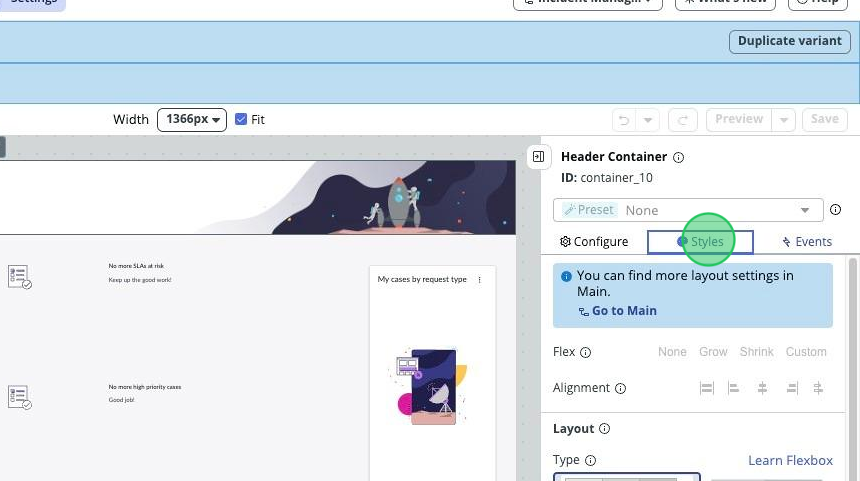 Settings
Incident Manag...
What's new
Help
Duplicate variant
Width 1366px Fit
Preview
Save
Header Container
ID: container_10
Preset None
Configure Styles Events
You can find more layout settings in
Main.
Go to Main
Flex None Grow Shrink Custom
Alignment
Layout
Type Learn Flexbox
No more SLAs at risk
Keep up the good work!
My cases by request type
No more high priority cases
Good job!